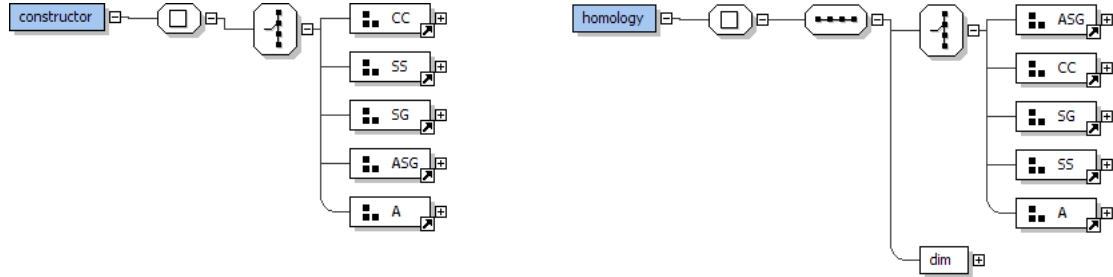 constructor
CC
SS
SG
ASG
A
homology
ASG
CC
SG
SS
A
dim